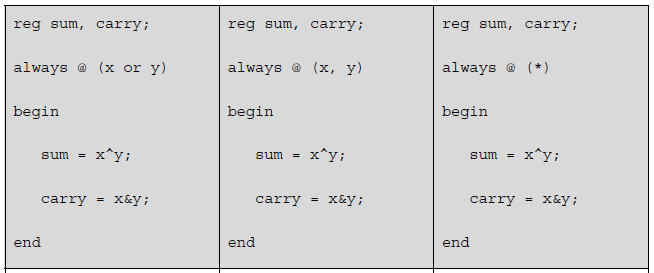 reg sum, carry;
always @ (x or y)
begin
sum = x^y;
carry = x&y;
end
reg sum, carry;
always @ (x, y)
begin
sum = x^y;
carry = x&y;
end
reg sum, carry;
always @ (*)
begin
sum = x^y;
carry = x&y;
end